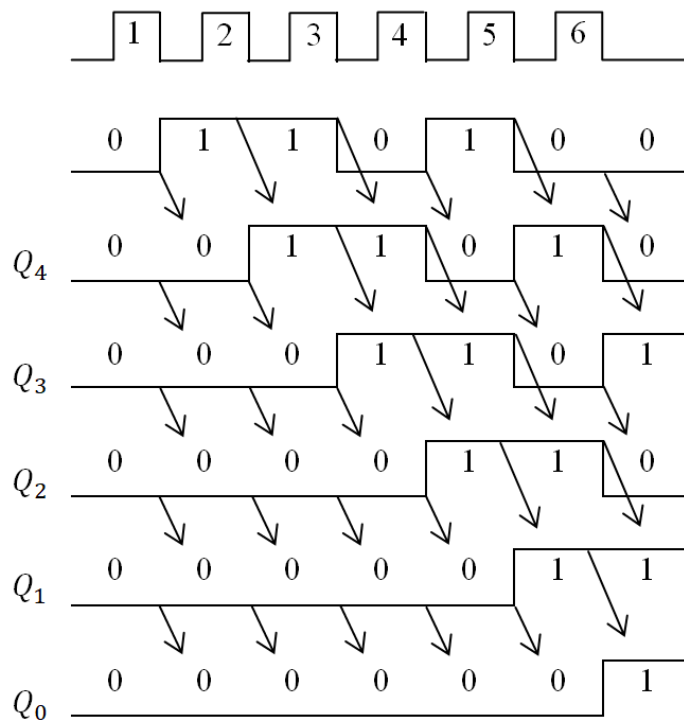 1 2 3 4 5 6
0 1 1 0 1 0 0
Q₄ 0 0 1 1 0 1 0
Q₃ 0 0 0 1 1 0 1
Q₂ 0 0 0 0 1 1 0
Q₁ 0 0 0 0 0 1 1
Q₀ 0 0 0 0 0 0 1